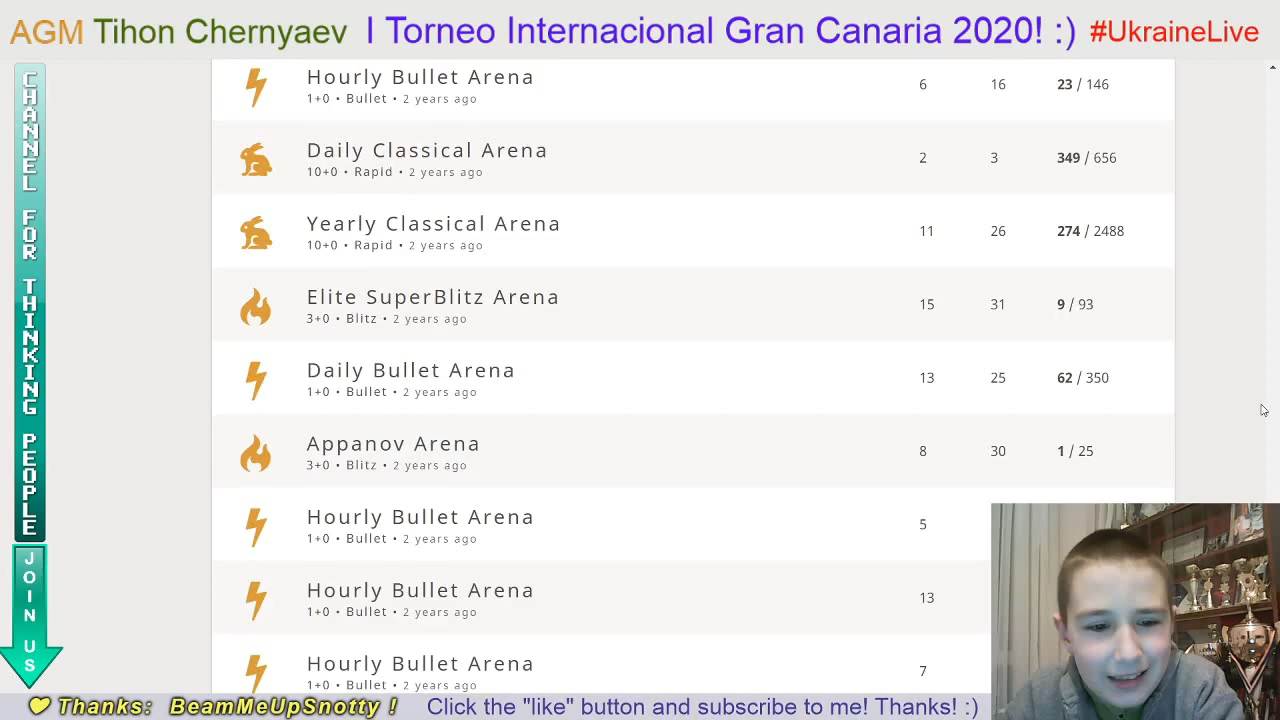 AGM Tihon Chernyaev I Torneo Internacional Gran Canaria 2020! :) #UkraineLive
CHANNEL FOR THINKING PEOPLE
JOIN US
Hourly Bullet Arena 6 16 23 / 146
1+0 • Bullet • 2 years ago
Daily Classical Arena 2 3 349 / 656
10+0 • Rapid • 2 years ago
Yearly Classical Arena 11 26 274 / 2488
10+0 • Rapid • 2 years ago
Elite SuperBlitz Arena 15 31 9 / 93
3+0 • Blitz • 2 years ago
Daily Bullet Arena 13 25 62 / 350
1+0 • Bullet • 2 years ago
Appanov Arena 8 30 1 / 25
3+0 • Blitz • 2 years ago
Hourly Bullet Arena 5
1+0 • Bullet • 2 years ago
Hourly Bullet Arena 13
1+0 • Bullet • 2 years ago
Hourly Bullet Arena 7
1+0 • Bullet • 2 years ago
Thanks: BeamMeUpSnotty ! Click the "like" button and subscribe to me! Thanks! :)